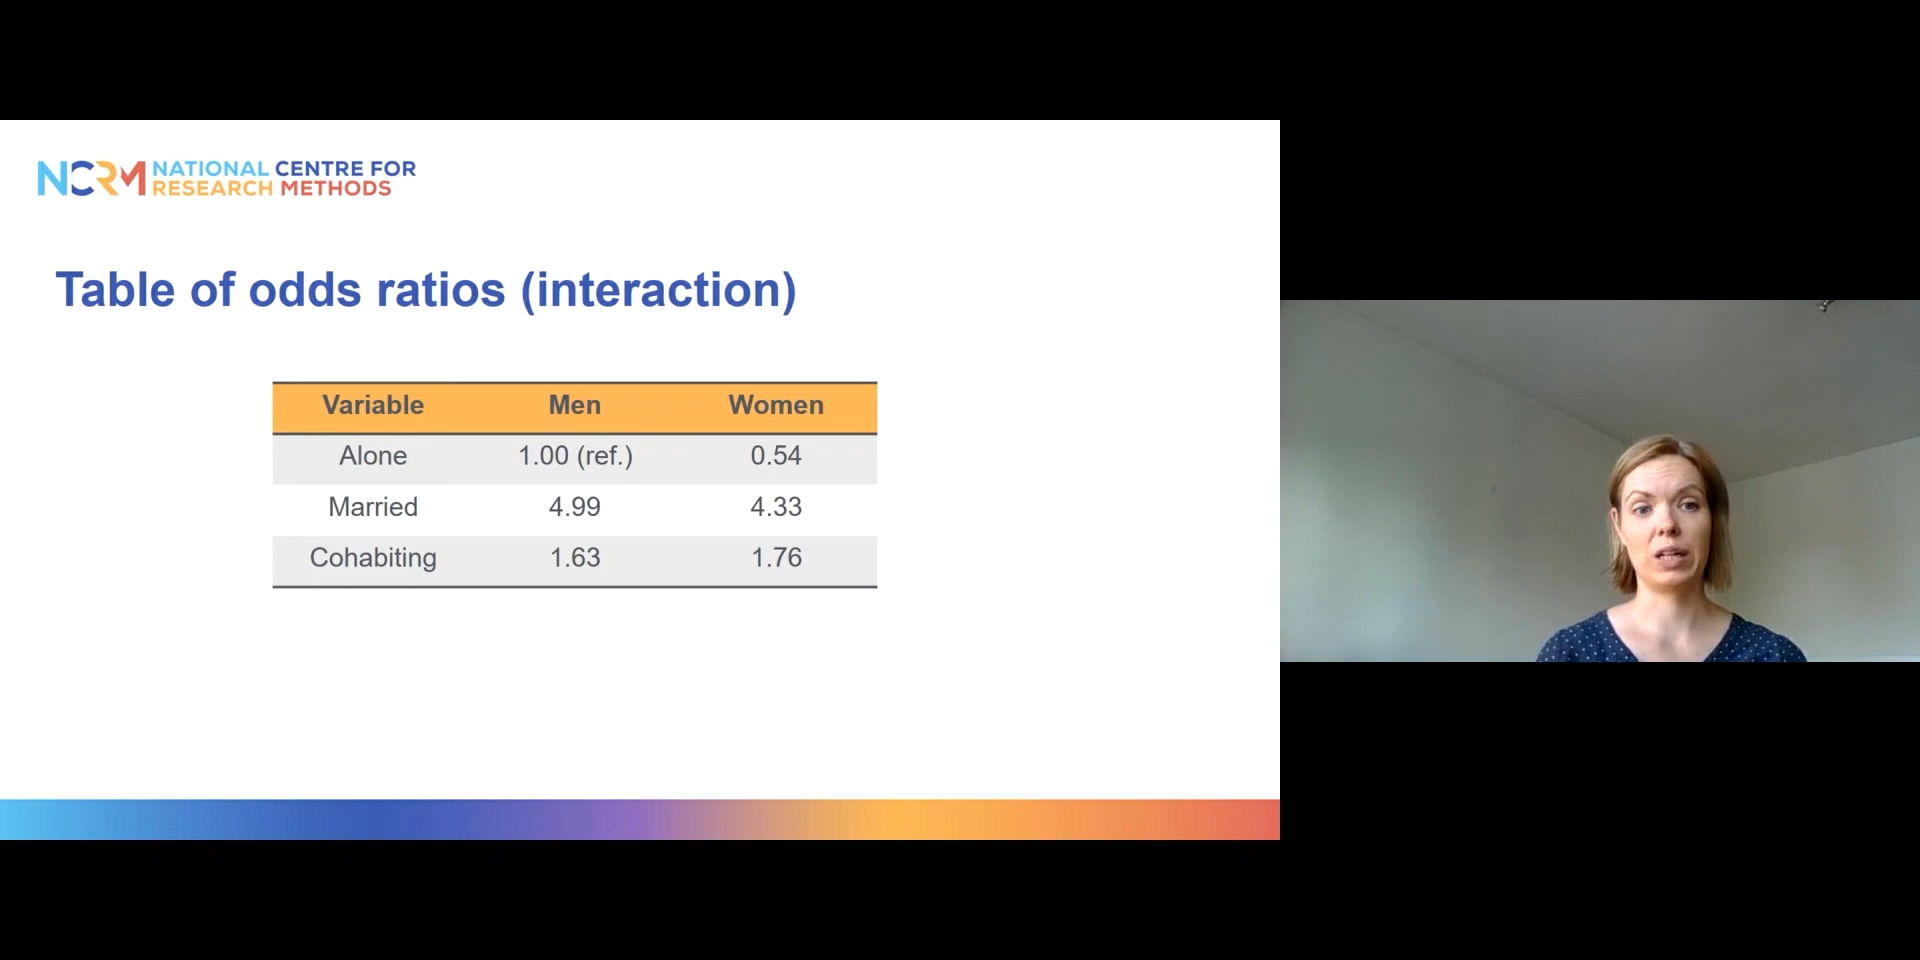 NCRM NATIONAL CENTRE FOR
RESEARCH METHODS
Table of odds ratios (interaction)
Variable Men Women
Alone 1.00 (ref.) 0.54
Married 4.99 4.33
Cohabiting 1.63 1.76